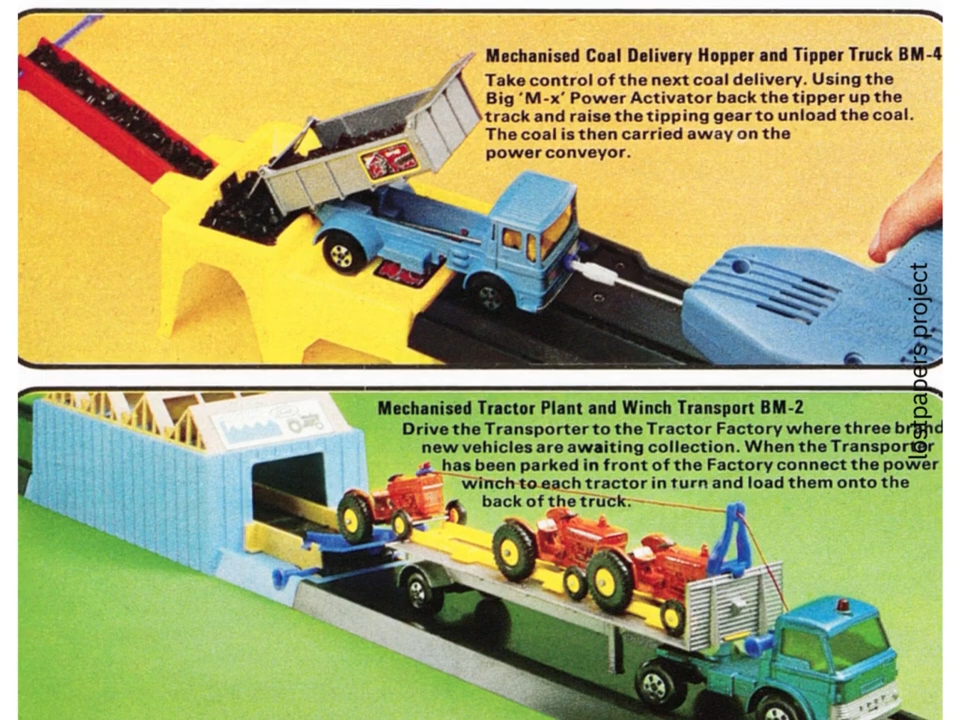 Mechanised Coal Delivery Hopper and Tipper Truck BM-4
Take control of the next coal delivery. Using the
Big 'M-x' Power Activator back the tipper up the
track and raise the tipping gear to unload the coal.
The coal is then carried away on the
power conveyor.
Mechanised Tractor Plant and Winch Transport BM-2
Drive the Transporter to the Tractor Factory where three brand
new vehicles are awaiting collection. When the Transporter
has been parked in front of the Factory connect the power
winch to each tractor in turn and load them onto the
back of the truck.
project